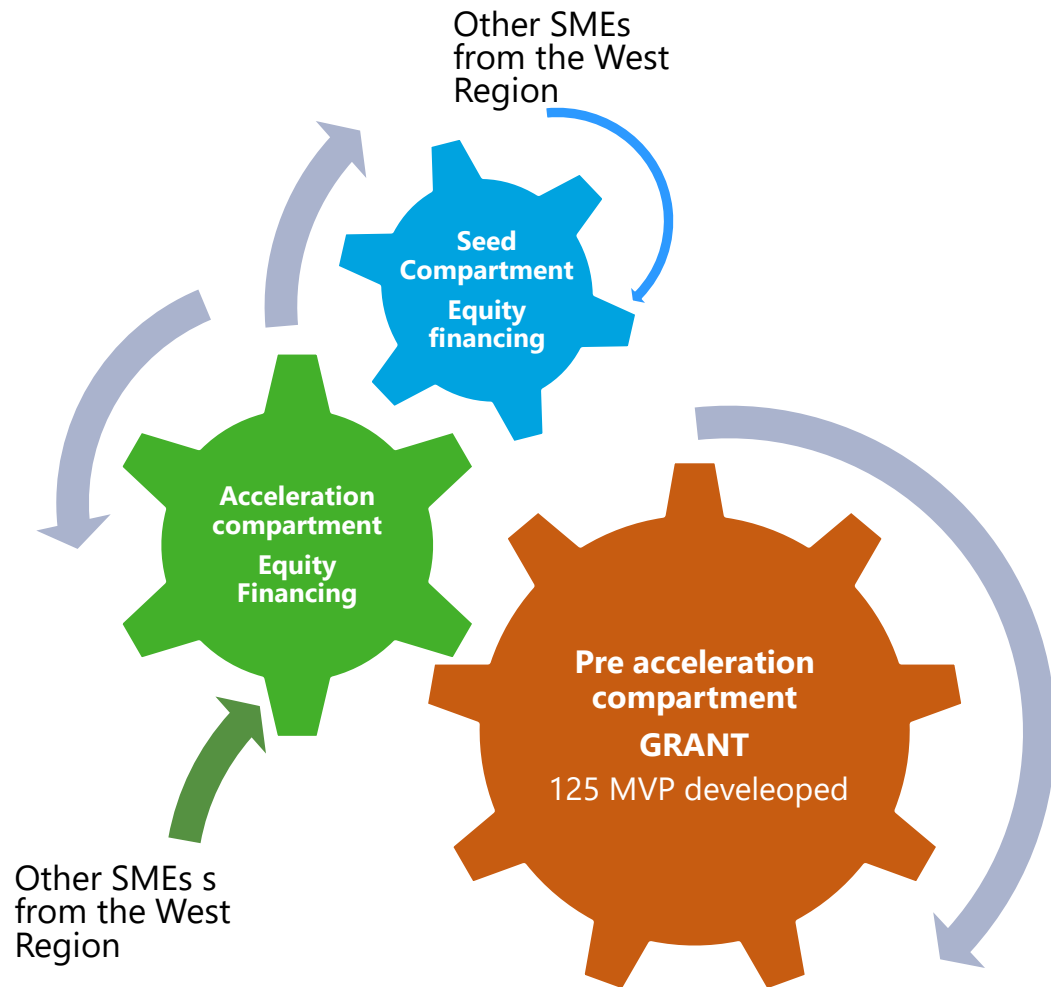 Other SMEs
from the West
Region
Seed
Compartment
Equity
financing
Acceleration
compartment
Equity
Financing
Pre acceleration
compartment
GRANT
125 MVP develeoped
Other SMEs s
from the West
Region